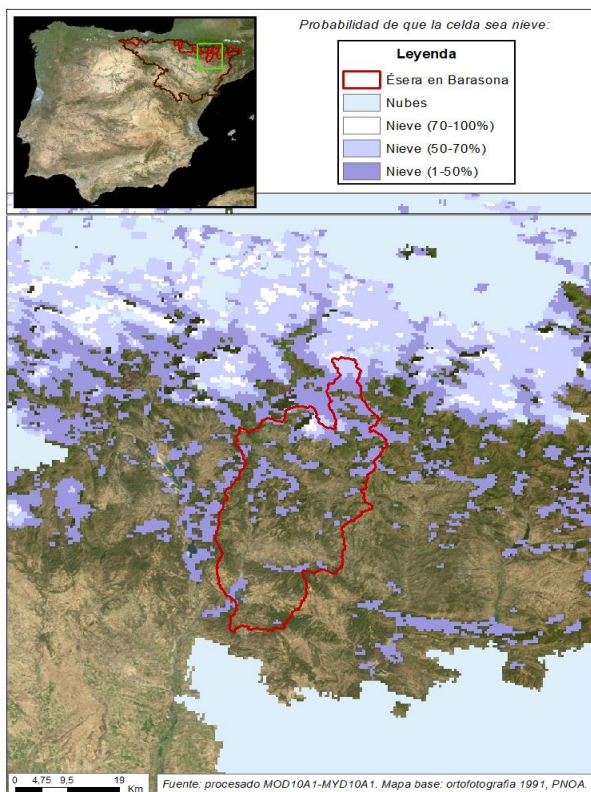 Probabilidad de que la celda sea nieve:
Leyenda
Ésera en Barasona
Nubes
Nieve (70-100%)
Nieve (50-70%)
Nieve (1-50%)
0 4,75 9,5 19
Km
Fuente: procesado MOD10A1-MYD10A1. Mapa base: ortofotografia 1991, PNOA.